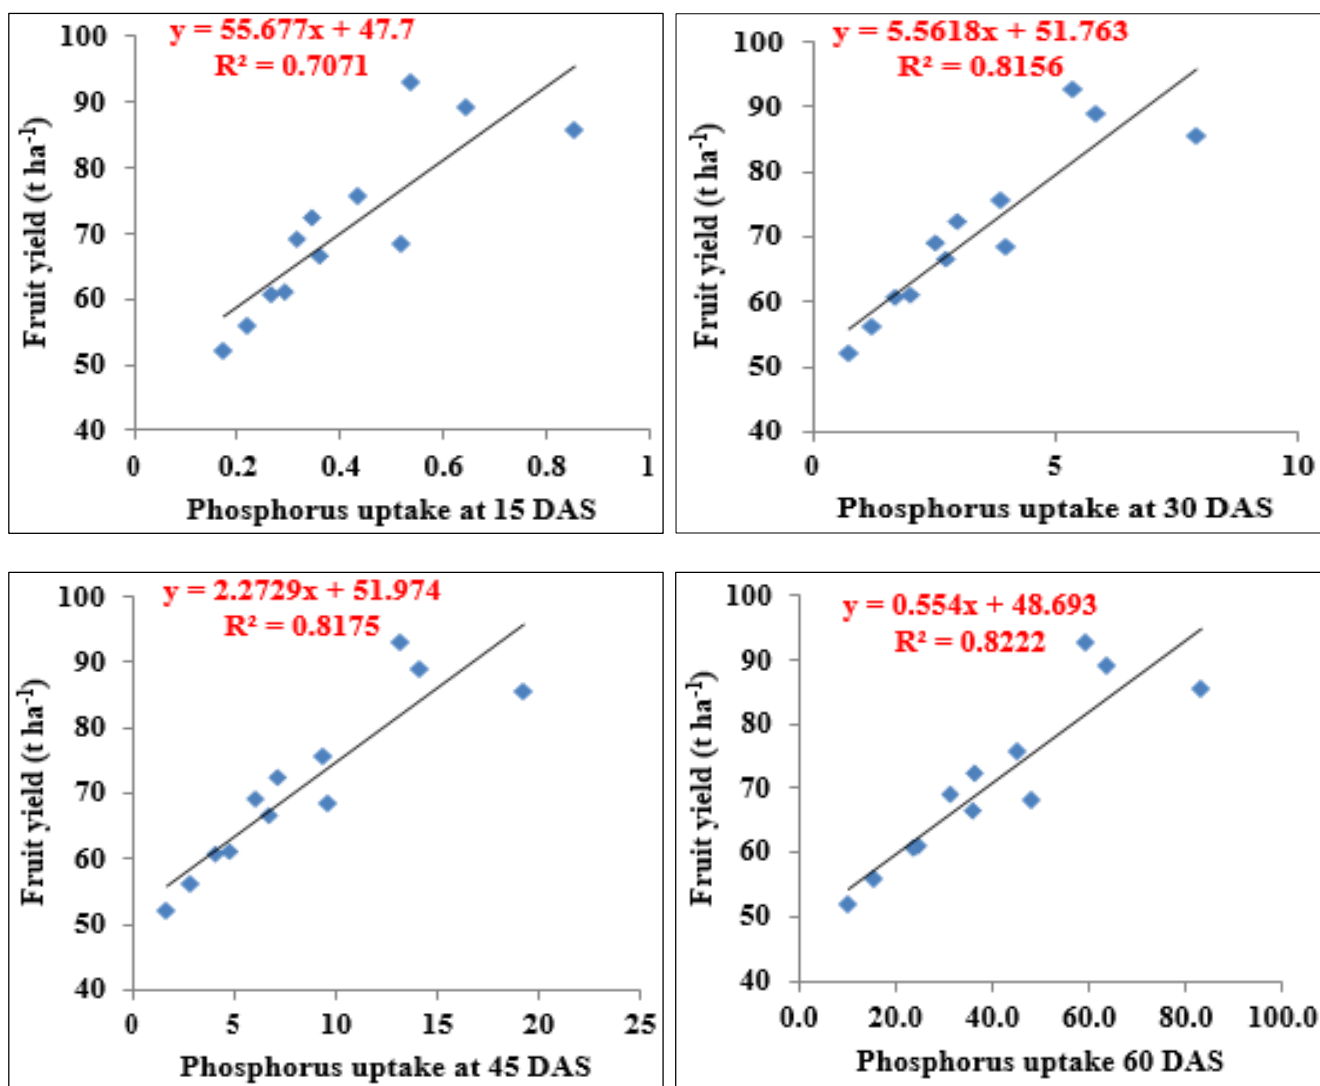 y = 55.677x + 47.7
R² = 0.7071
100
90
80
70
60
50
40
Fruit yield (t ha⁻¹)
0 0.2 0.4 0.6 0.8 1
Phosphorus uptake at 15 DAS
y = 5.5618x + 51.763
R² = 0.8156
100
90
80
70
60
50
40
Fruit yield (t ha⁻¹)
0 5 10
Phosphorus uptake at 30 DAS
y = 2.2729x + 51.974
R² = 0.8175
100
90
80
70
60
50
40
Fruit yield (t ha⁻¹)
0 5 10 15 20 25
Phosphorus uptake at 45 DAS
y = 0.554x + 48.693
R² = 0.8222
100
90
80
70
60
50
40
Fruit yield (t ha⁻¹)
0.0 20.0 40.0 60.0 80.0 100.0
Phosphorus uptake 60 DAS